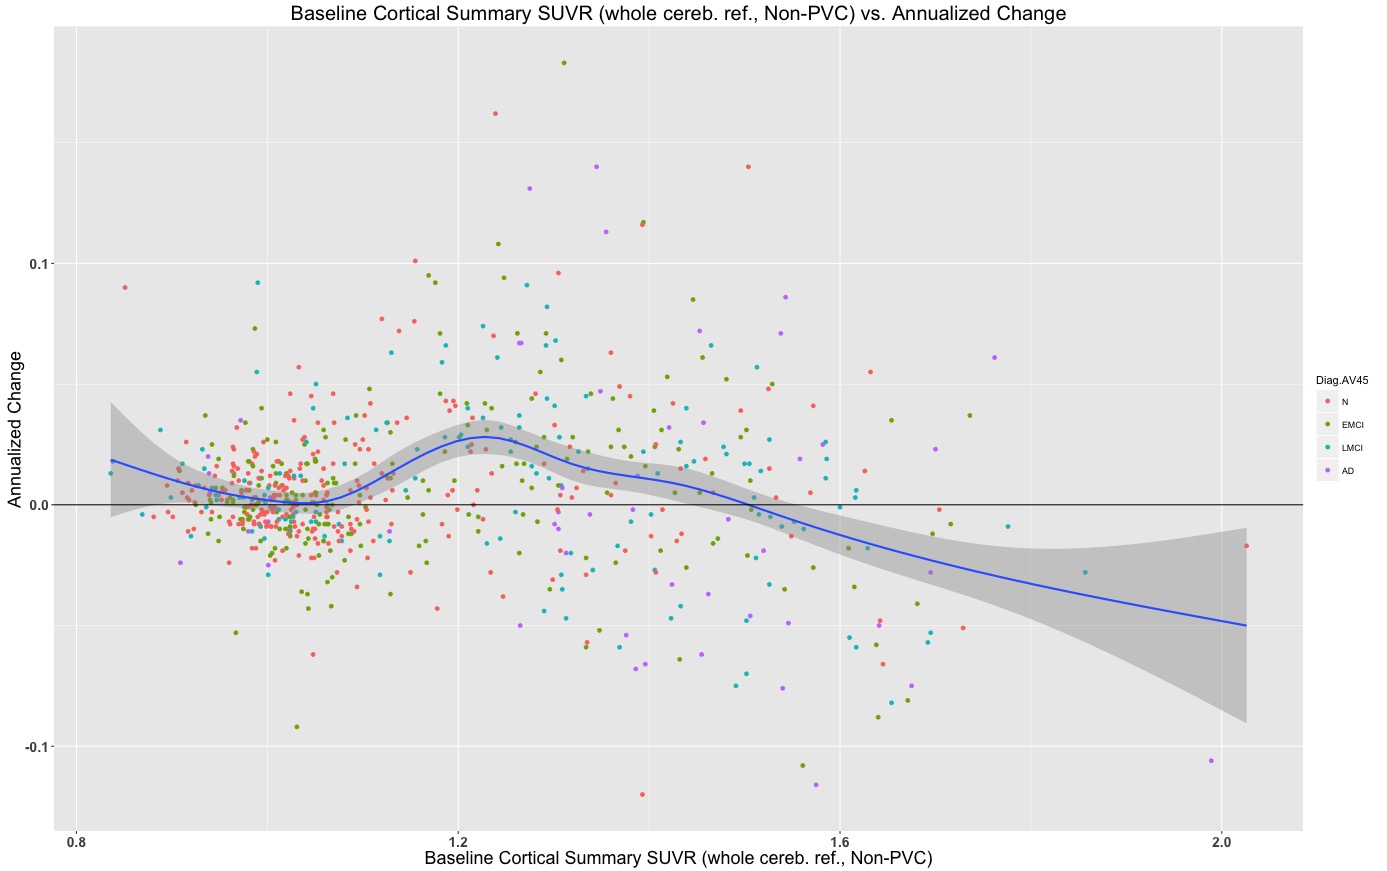 Baseline Cortical Summary SUVR (whole cereb. ref., Non-PVC) vs. Annualized Change
Annualized Change
0.1
0.0
-0.1
0.8
1.2
1.6
2.0
Baseline Cortical Summary SUVR (whole cereb. ref., Non-PVC)
Diag.AV45
N
EMCI
LMCI
AD